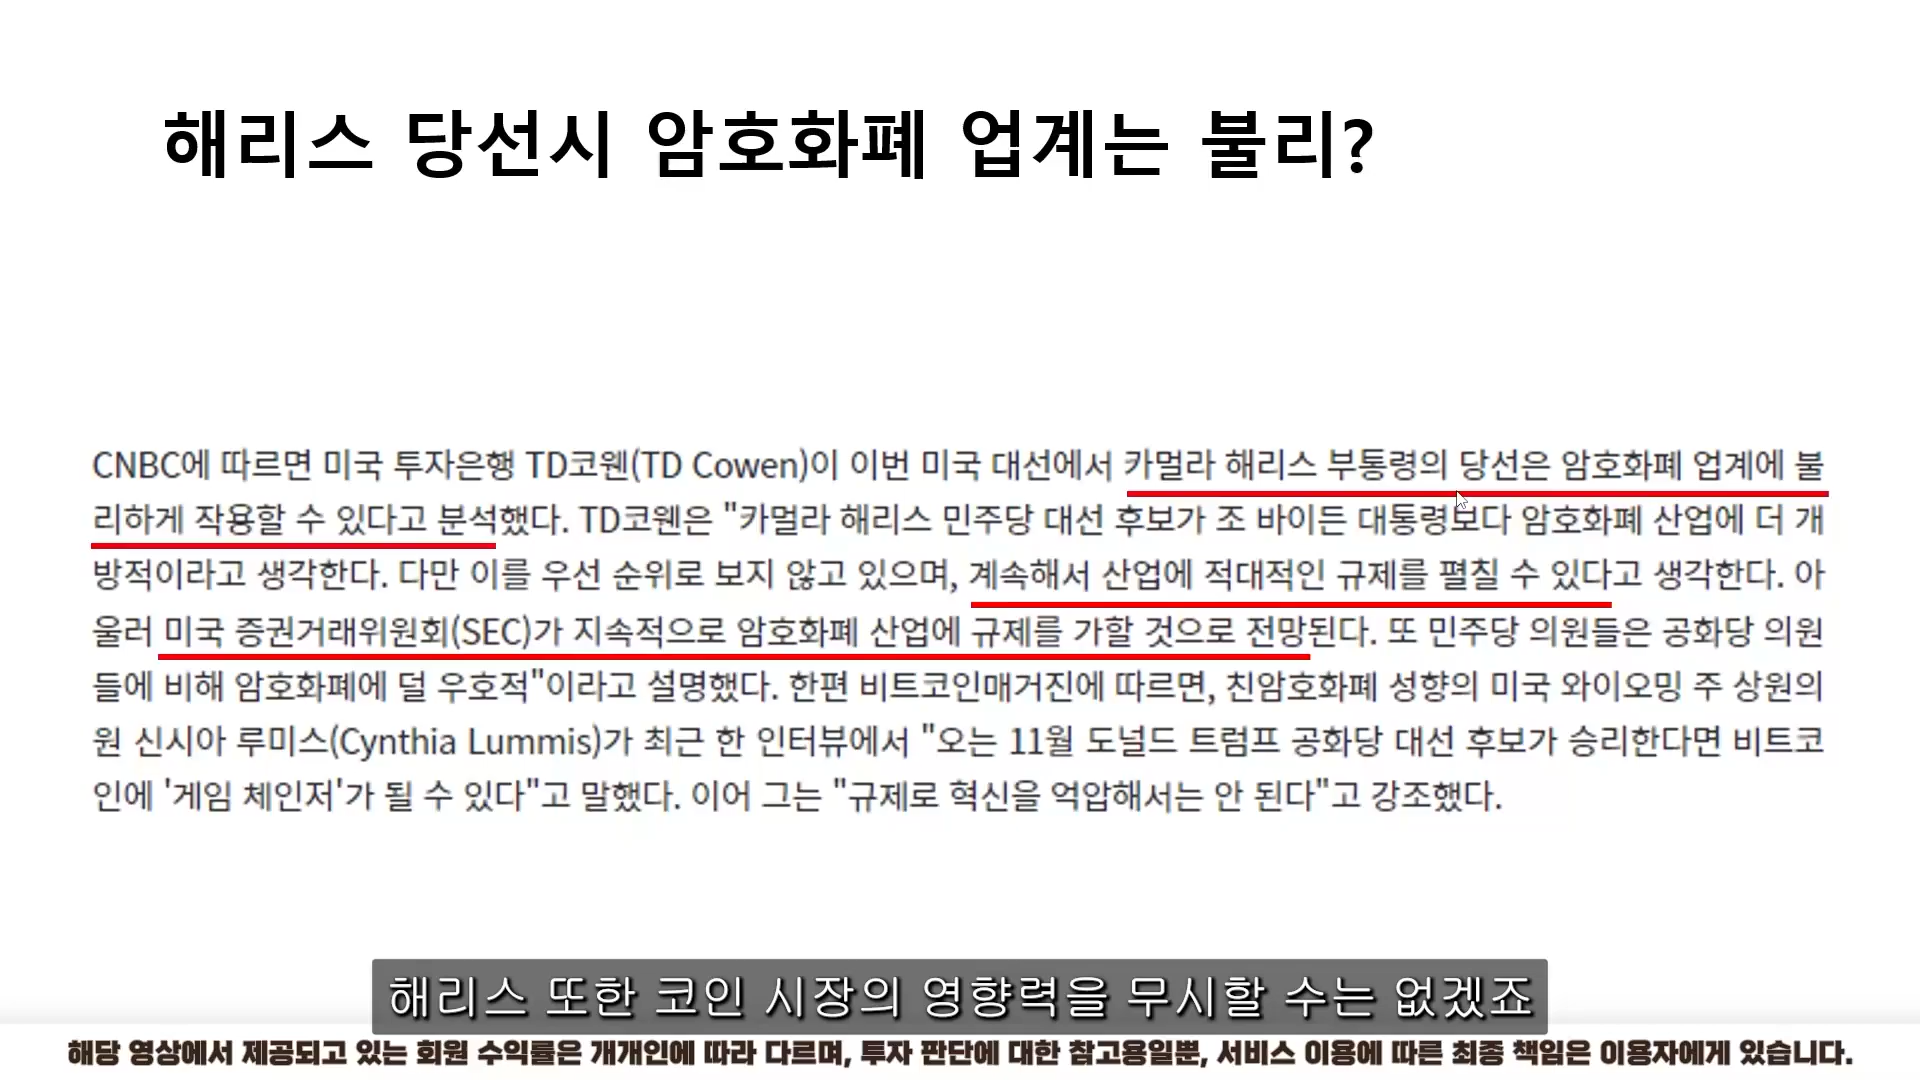 해리스 당선시 암호화폐 업계는 불리?
CNBC에 따르면 미국 투자은행 TD코웬(TD Cowen)이 이번 미국 대선에서 카멀라 해리스 부통령의 당선은 암호화폐 업계에 불
리하게 작용할 수 있다고 분석했다. TD코웬은 "카멀라 해리스 민주당 대선 후보가 조 바이든 대통령보다 암호화폐 산업에 더 개
방적이라고 생각한다. 다만 이를 우선 순위로 보지 않고 있으며, 계속해서 산업에 적대적인 규제를 펼칠 수 있다고 생각한다. 아
울러 미국 증권거래위원회(SEC)가 지속적으로 암호화폐 산업에 규제를 가할 것으로 전망된다. 또 민주당 의원들은 공화당 의원
들에 비해 암호화폐에 덜 우호적"이라고 설명했다. 한편 비트코인매거진에 따르면, 친암호화폐 성향의 미국 와이오밍 주 상원의
원 신시아 루미스(Cynthia Lummis)가 최근 한 인터뷰에서 "오는 11월 도널드 트럼프 공화당 대선 후보가 승리한다면 비트코
인에 '게임 체인저'가 될 수 있다"고 말했다. 이어 그는 "규제로 혁신을 억압해서는 안 된다"고 강조했다.
해리스 또한 코인 시장의 영향력을 무시할 수는 없겠죠
해당 영상에서 제공되고 있는 회원 수익률은 개개인에 따라 다르며, 투자 판단에 대한 참고용일뿐, 서비스 이용에 따른 최종 책임은 이용자에게 있습니다.